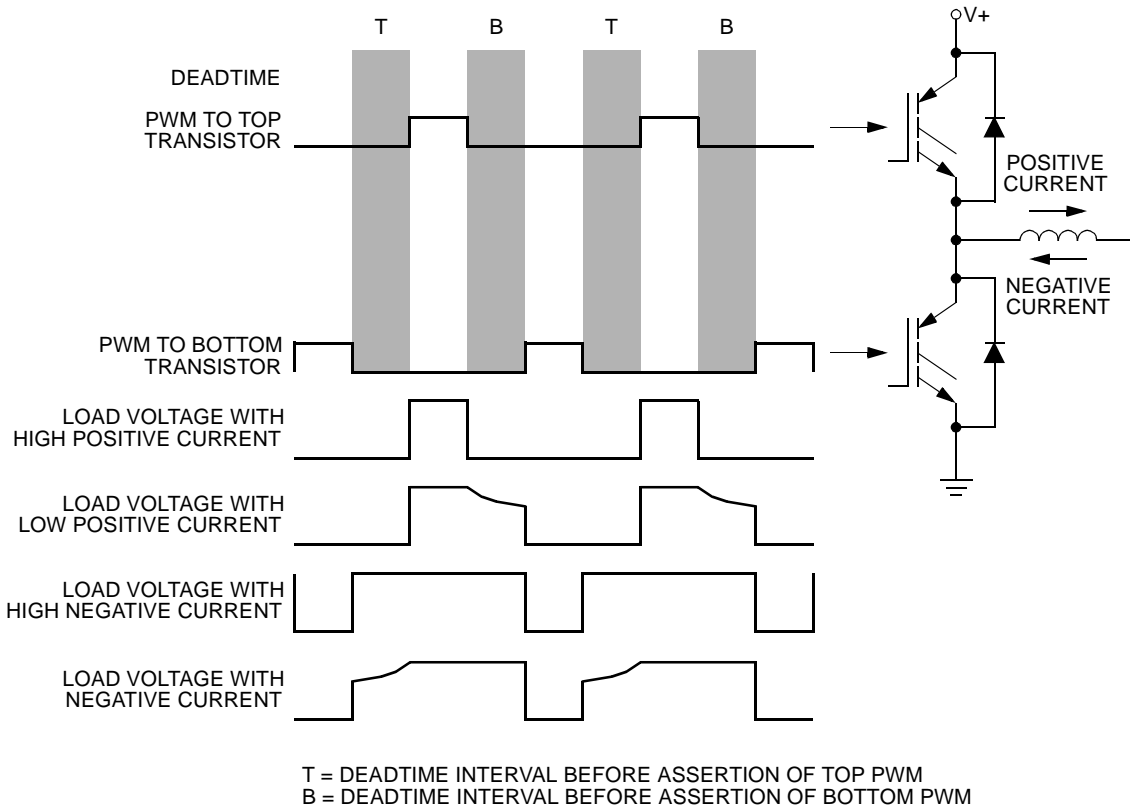 T B T B
V+
DEADTIME
PWM TO TOP
TRANSISTOR
POSITIVE
CURRENT
NEGATIVE
CURRENT
PWM TO BOTTOM
TRANSISTOR
LOAD VOLTAGE WITH
HIGH POSITIVE CURRENT
LOAD VOLTAGE WITH
LOW POSITIVE CURRENT
LOAD VOLTAGE WITH
HIGH NEGATIVE CURRENT
LOAD VOLTAGE WITH
NEGATIVE CURRENT
T = DEADTIME INTERVAL BEFORE ASSERTION OF TOP PWM
B = DEADTIME INTERVAL BEFORE ASSERTION OF BOTTOM PWM